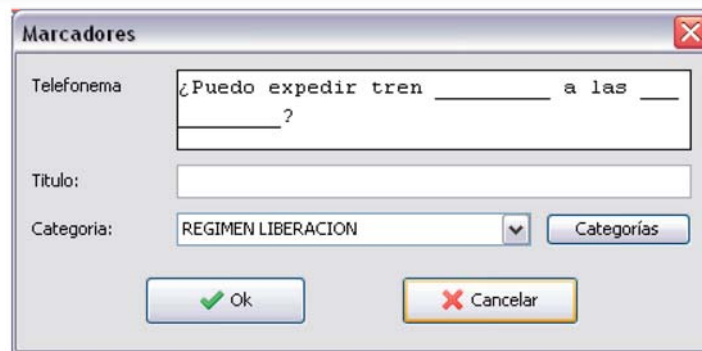 Marcadores
Telefonema
¿Puedo expedir tren _________ a las ___
________?
Titulo:
Categoria:
REGIMEN LIBERACION
Categorías
Ok
Cancelar